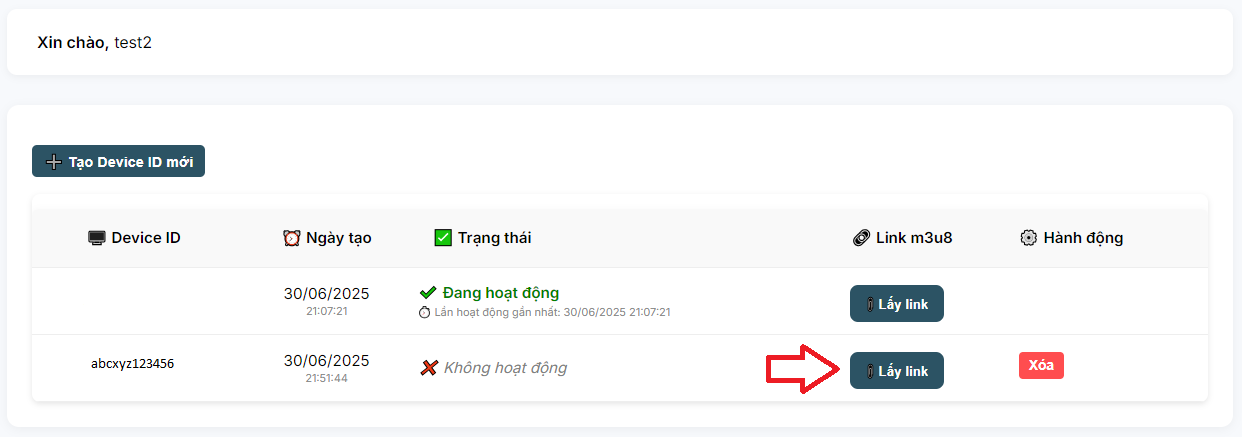 Xin chào, test2
Tạo Device ID mới
Device ID Ngày tạo Trạng thái Link m3u8 Hành động
30/06/2025 Đang hoạt động
21:07:21 Lần hoạt động gần nhất: 30/06/2025 21:07:21 Lấy link
abcxyz123456 30/06/2025 Không hoạt động Lấy link Xóa
21:51:44